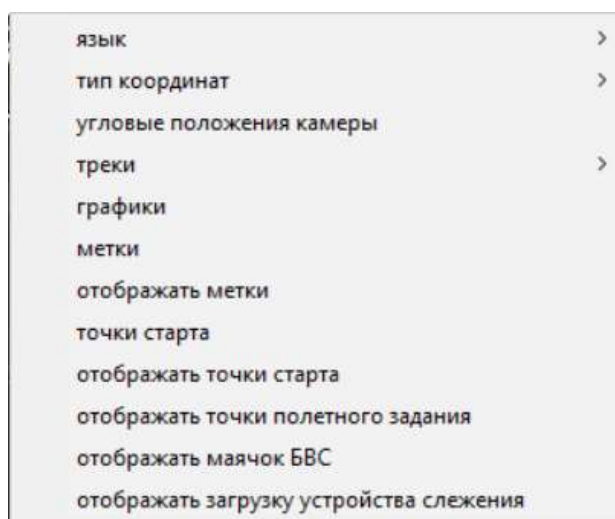 язык
тип координат
угловые положения камеры
треки
графики
метки
отображать метки
точки старта
отображать точки старта
отображать точки полетного задания
отображать маячок БВС
отображать загрузку устройства слежения